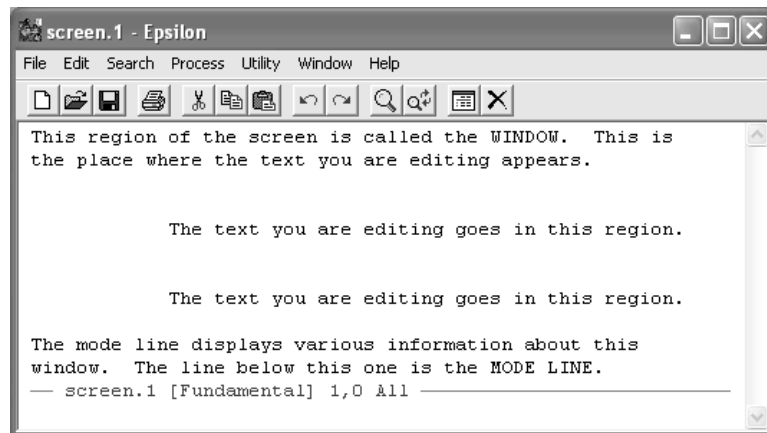 screen.1 - Epsilon
File Edit Search Process Utility Window Help
This region of the screen is called the WINDOW.  This is
the place where the text you are editing appears.
The text you are editing goes in this region.
The text you are editing goes in this region.
The mode line displays various information about this
window.  The line below this one is the MODE LINE.
screen.1 [Fundamental] 1,0 All